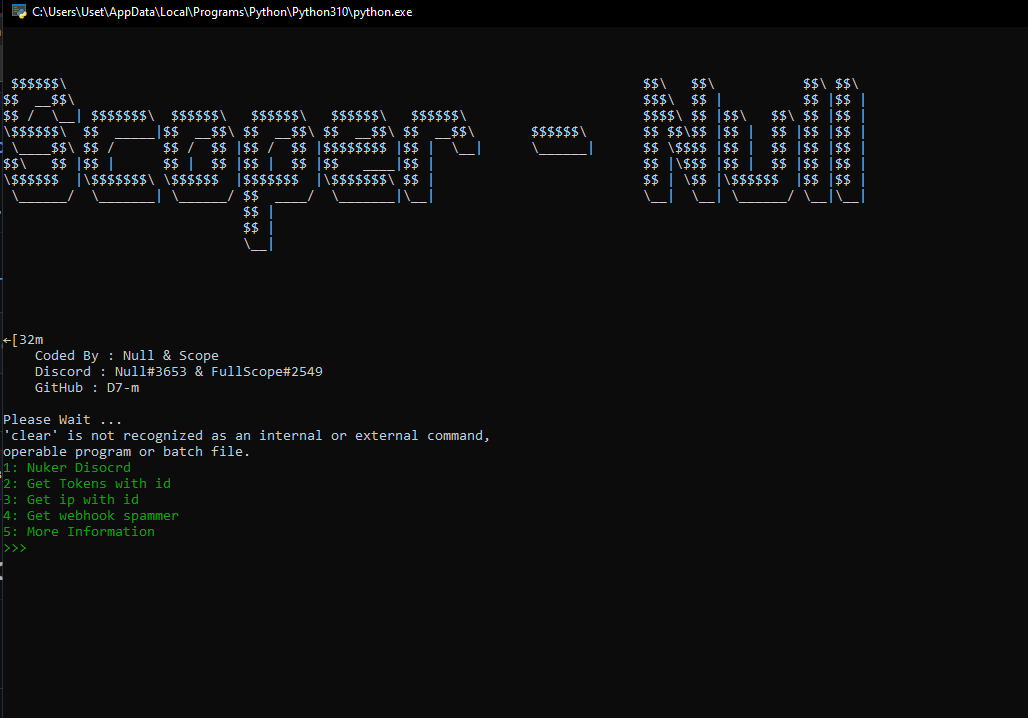 C:\Users\Uset\AppData\Local\Programs\Python\Python310\python.exe
Scoper - Null
←[32m
Coded By : Null & Scope
Discord : Null#3653 & FullScope#2549
GitHub : D7-m
Please Wait ...
'clear' is not recognized as an internal or external command,
operable program or batch file.
1: Nuker Disocrd
2: Get Tokens with id
3: Get ip with id
4: Get webhook spammer
5: More Information
>>>